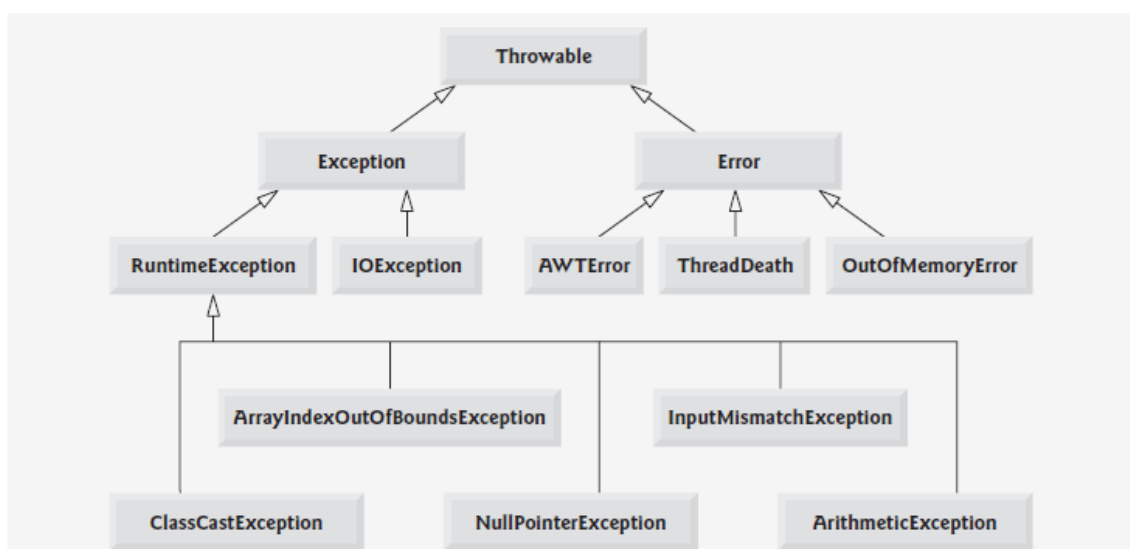 Throwable
Exception
Error
RuntimeException
IOException
AWTError
ThreadDeath
OutOfMemoryError
ArrayIndexOutOfBoundsException
InputMismatchException
ClassCastException
NullPointerException
ArithmeticException